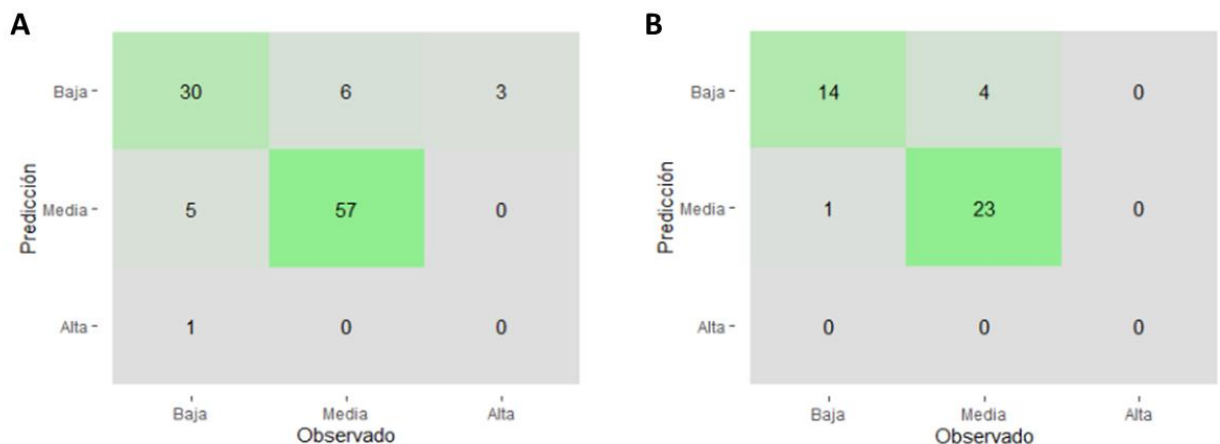 A
Baja
30 6 3
Media
5 57 0
Alta
1 0 0
Predicción
Baja Media Alta
Observado
B
Baja
14 4 0
Media
1 23 0
Alta
0 0 0
Predicción
Baja Media Alta
Observado